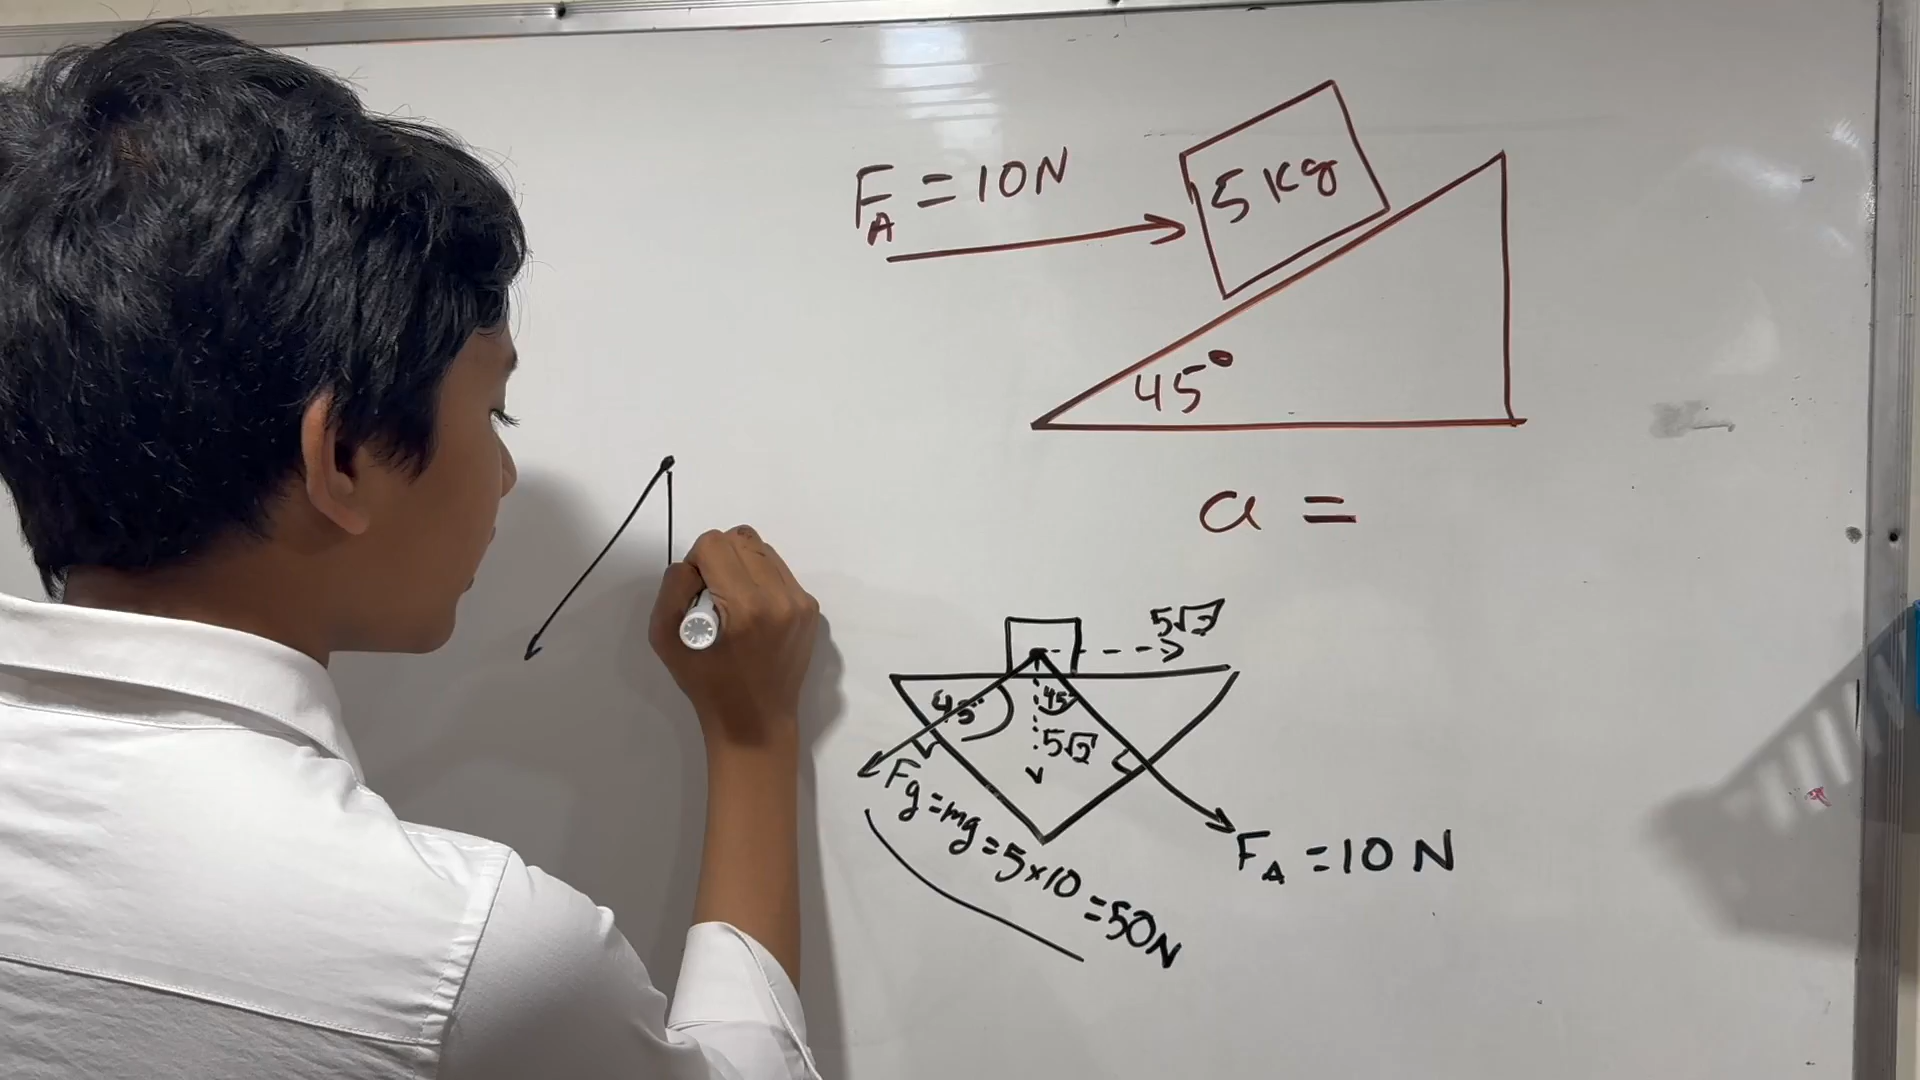 F_A = 10N
5 kg
45°
a =
5√2
45°
45°
5√2
Fg = mg = 5×10 = 50N
F_A = 10 N